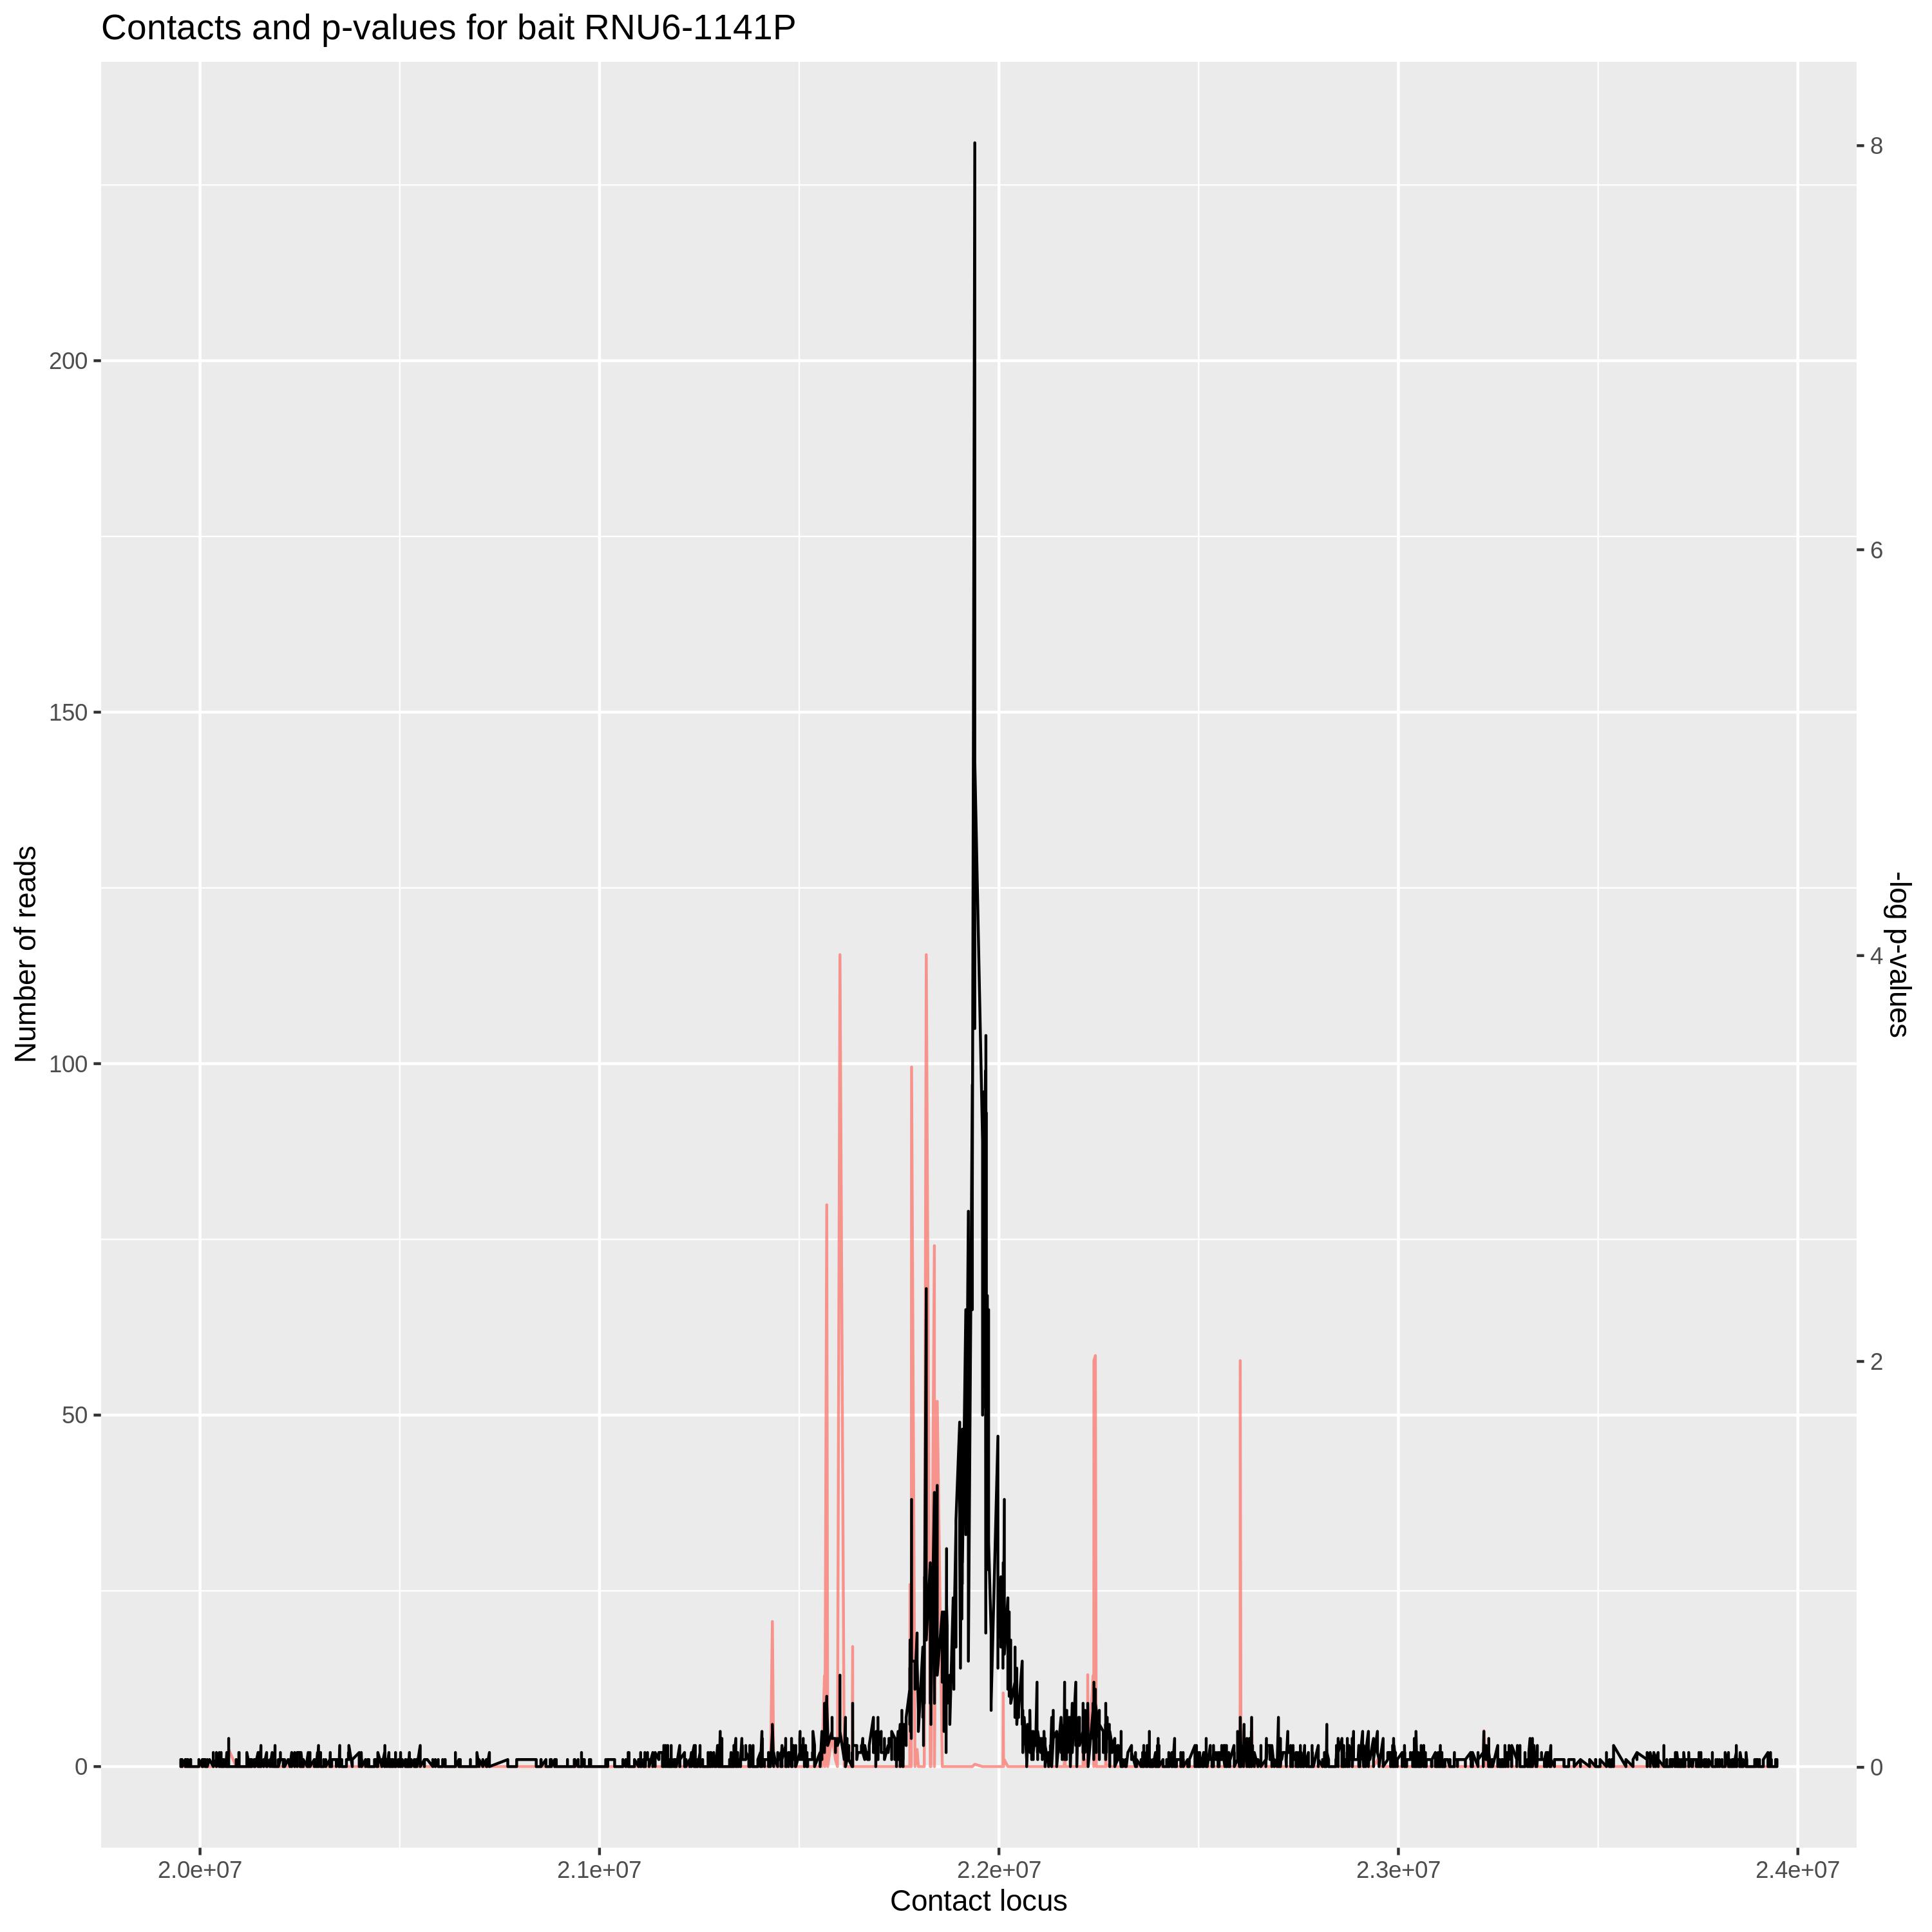 Contacts and p-values for bait RNU6-1141P
Number of reads
200
150
100
50
0
8
6
4
2
0
-log p-values
2.0e+07
2.1e+07
2.2e+07
2.3e+07
2.4e+07
Contact locus